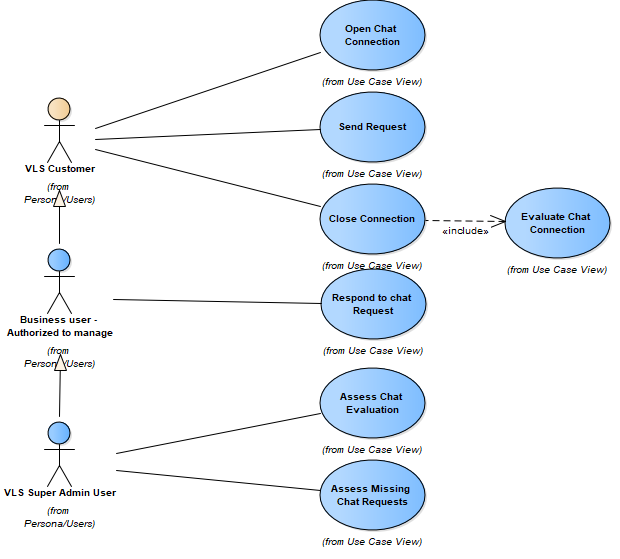 Open Chat
Connection
(from Use Case View)
Send Request
(from Use Case View)
VLS Customer
(from
Persona/Users)
Close Connection
«include»
Evaluate Chat
Connection
(from Use Case View)
(from Use Case View)
Respond to chat
Request
(from Use Case View)
Business user -
Authorized to manage
(from
Persona/Users)
Assess Chat
Evaluation
(from Use Case View)
VLS Super Admin User
(from
Persona/Users)
Assess Missing
Chat Requests
(from Use Case View)